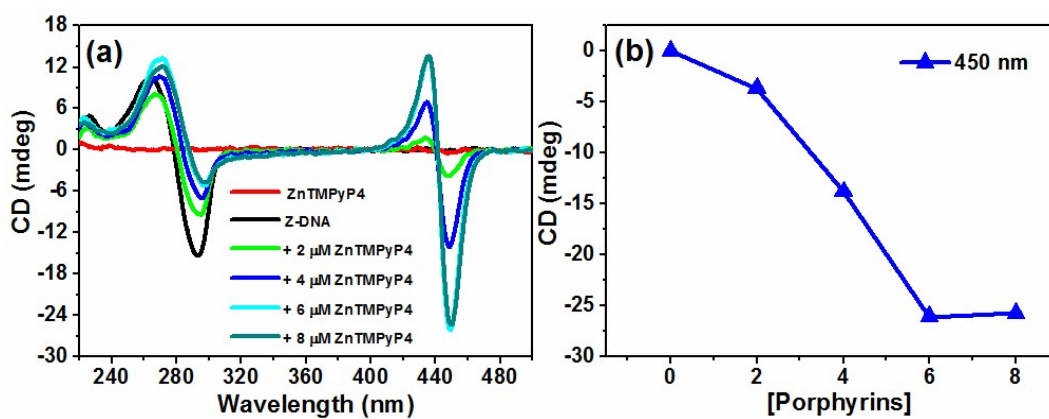 (a)
CD (mdeg)
18
12
6
0
-6
-12
-18
-24
-30
220 240 280 320 360 400 440 480
Wavelength (nm)
ZnTMPyP4
Z-DNA
+ 2 μM ZnTMPyP4
+ 4 μM ZnTMPyP4
+ 6 μM ZnTMPyP4
+ 8 μM ZnTMPyP4
(b)
450 nm
CD (mdeg)
0
-5
-10
-15
-20
-25
-30
0 2 4 6 8
[Porphyrins]